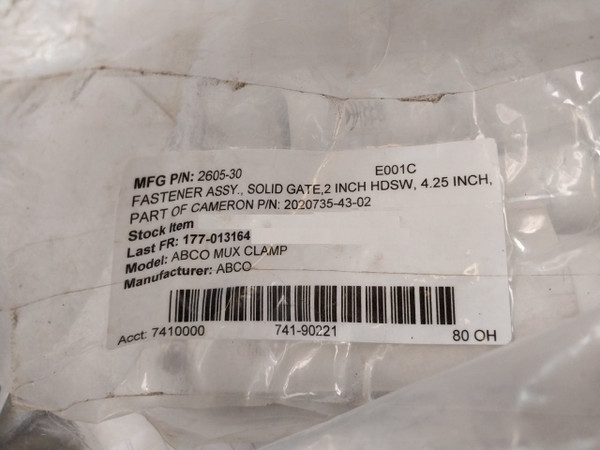 MFG P/N: 2605-30 E001C
FASTENER ASSY., SOLID GATE,2 INCH HDSW, 4.25 INCH,
PART OF CAMERON P/N: 2020735-43-02
Stock Item
Last FR: 177-013164
Model: ABCO MUX CLAMP
Manufacturer: ABCO
Acct: 7410000 741-90221 80 OH